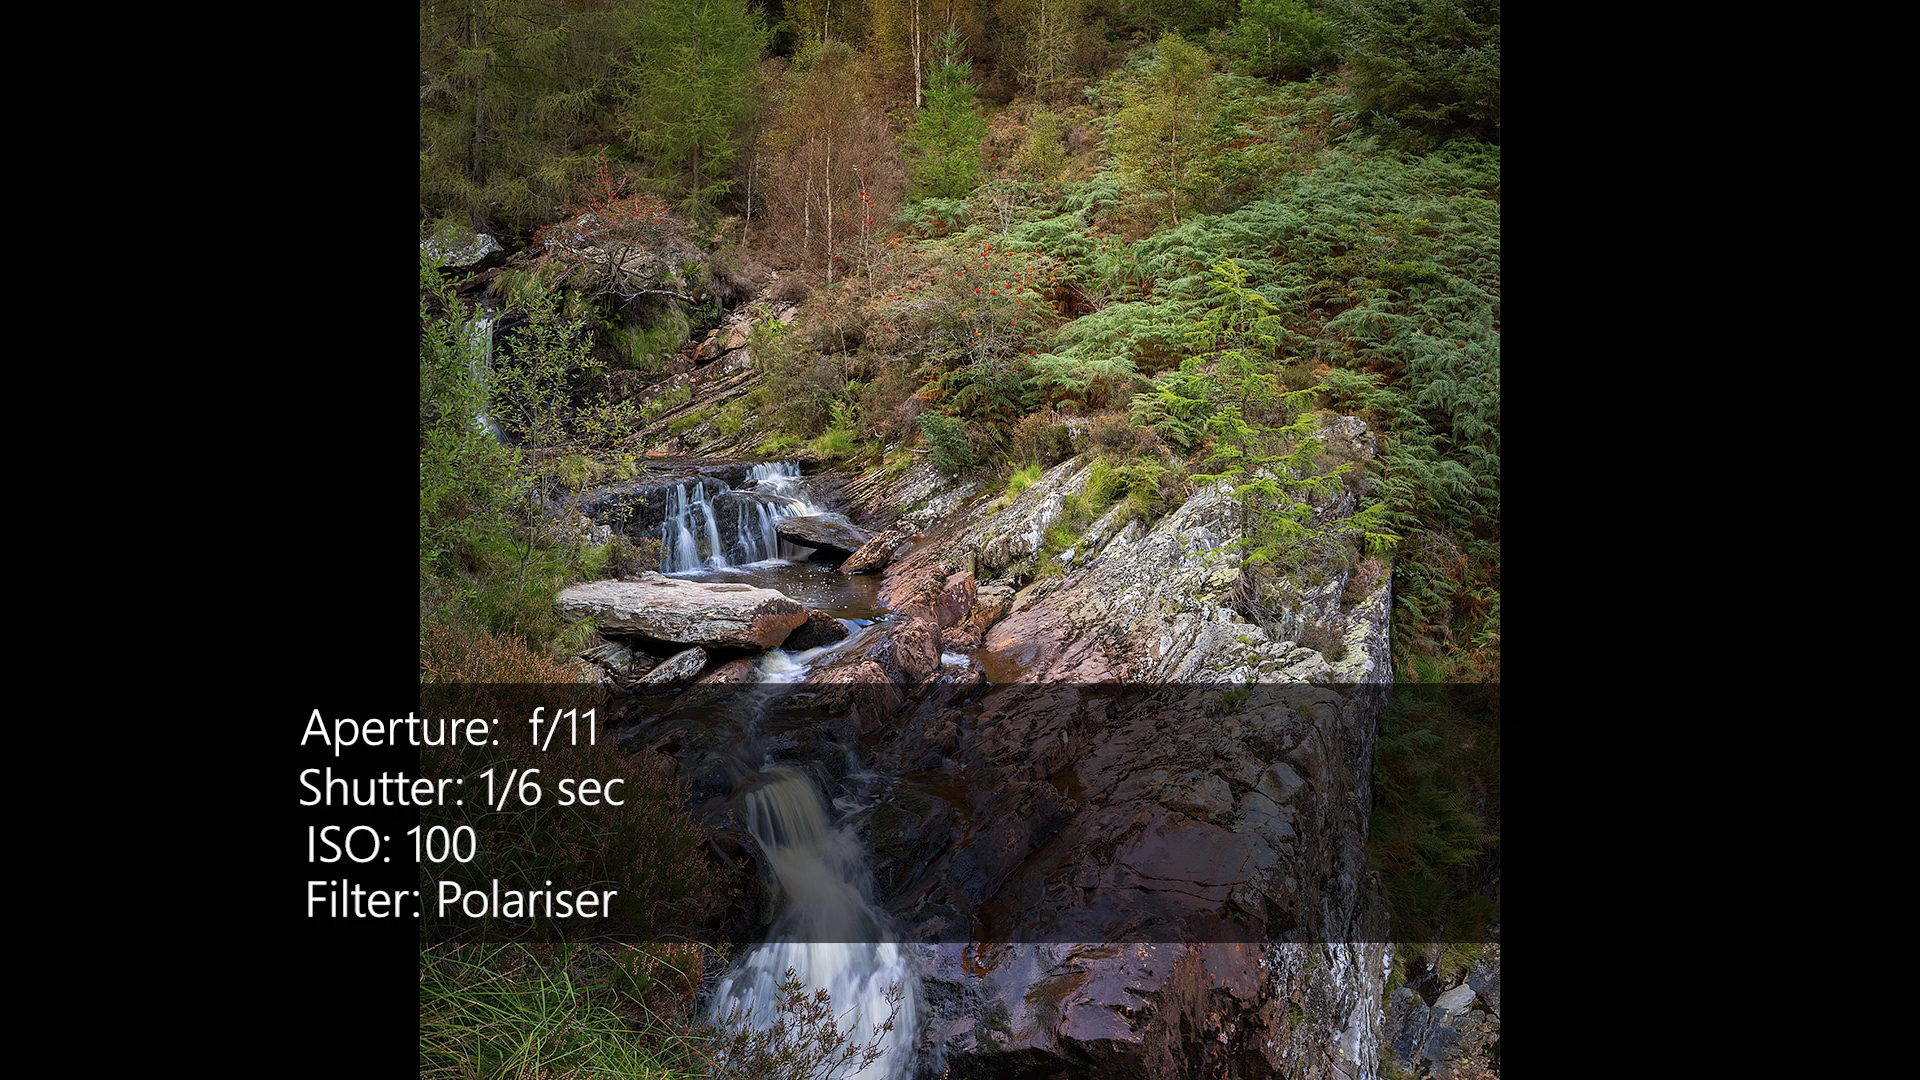 Aperture: f/11
Shutter: 1/6 sec
ISO: 100
Filter: Polariser